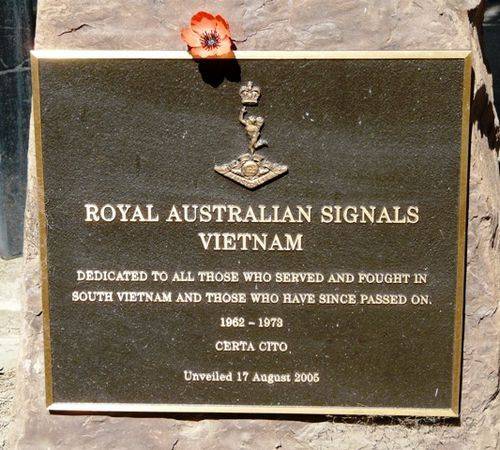 ROYAL AUSTRALIAN SIGNALS
VIETNAM
DEDICATED TO ALL THOSE WHO SERVED AND FOUGHT IN
SOUTH VIETNAM AND THOSE WHO HAVE SINCE PASSED ON.
1962 – 1973
CERTA CITO
Unveiled 17 August 2005